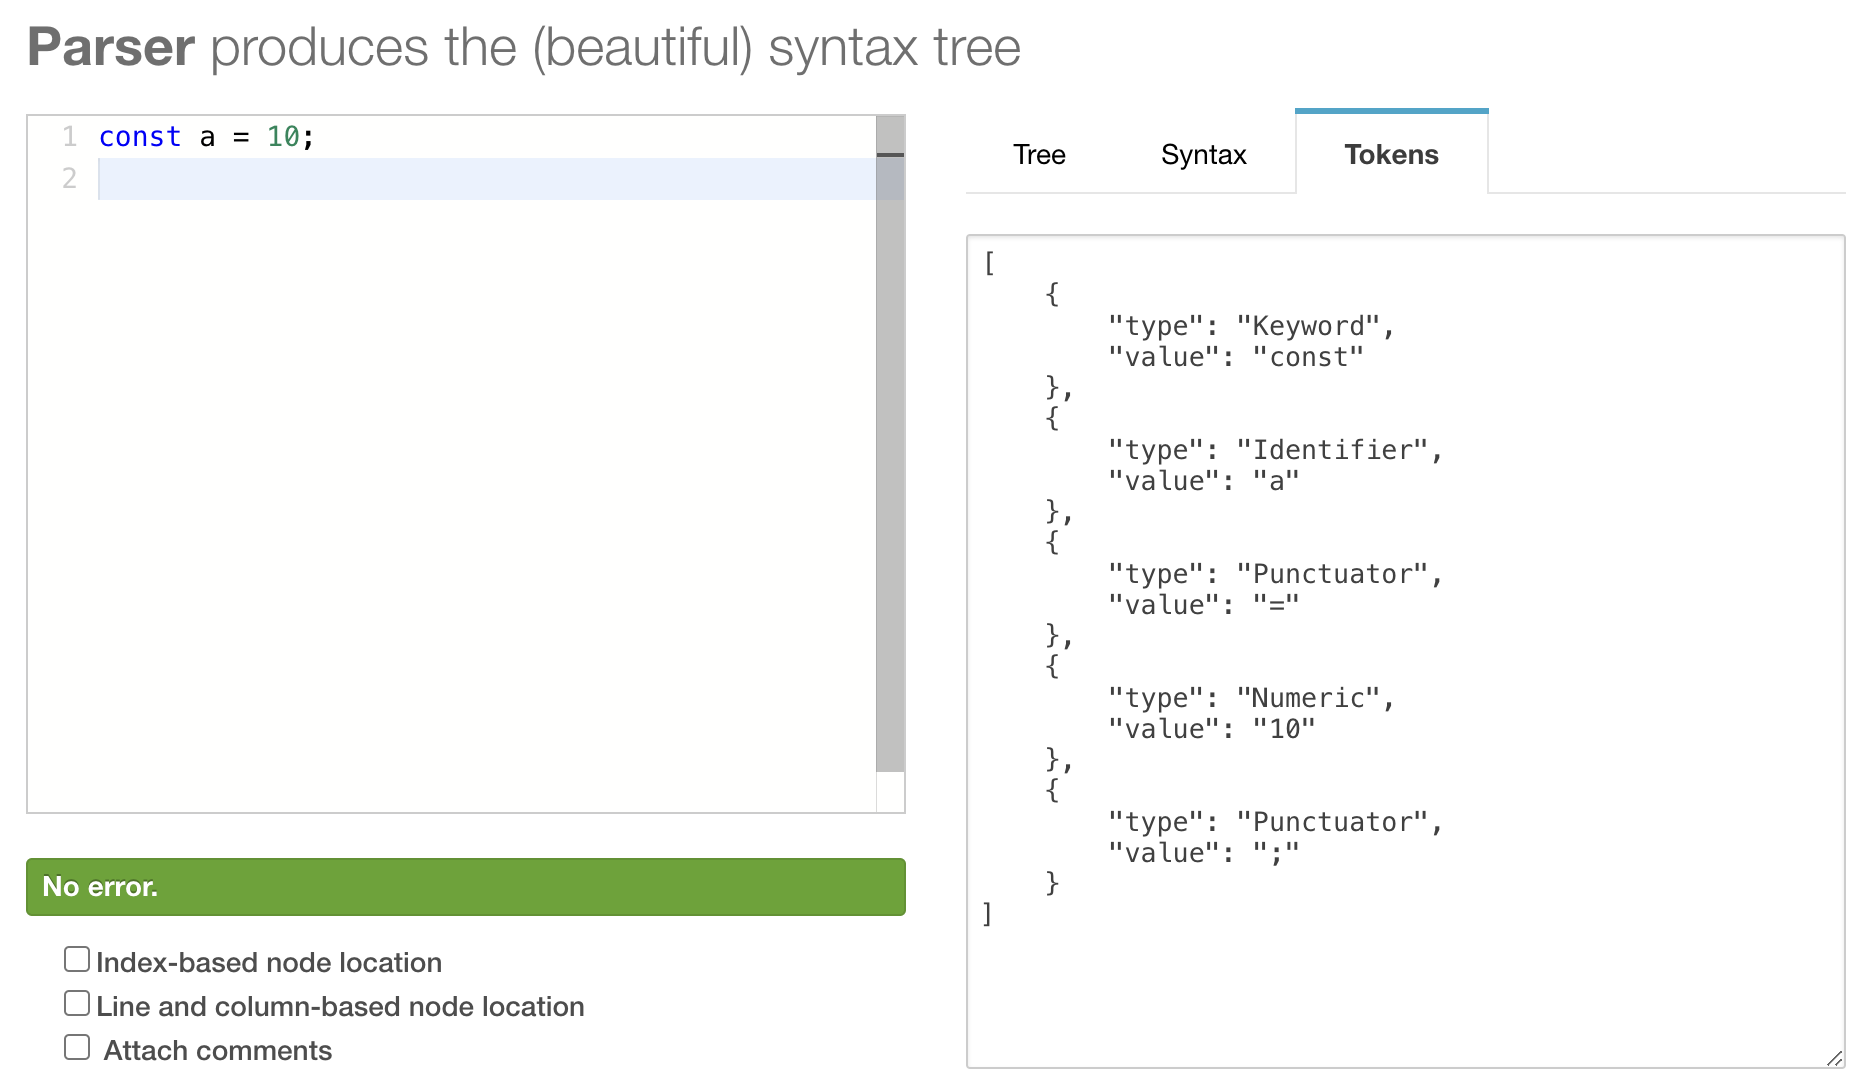 Parser produces the (beautiful) syntax tree
1 const a = 10;
2
No error.
Index-based node location
Line and column-based node location
Attach comments
Tree Syntax Tokens
[
    {
        "type": "Keyword",
        "value": "const"
    },
    {
        "type": "Identifier",
        "value": "a"
    },
    {
        "type": "Punctuator",
        "value": "="
    },
    {
        "type": "Numeric",
        "value": "10"
    },
    {
        "type": "Punctuator",
        "value": ";"
    }
]